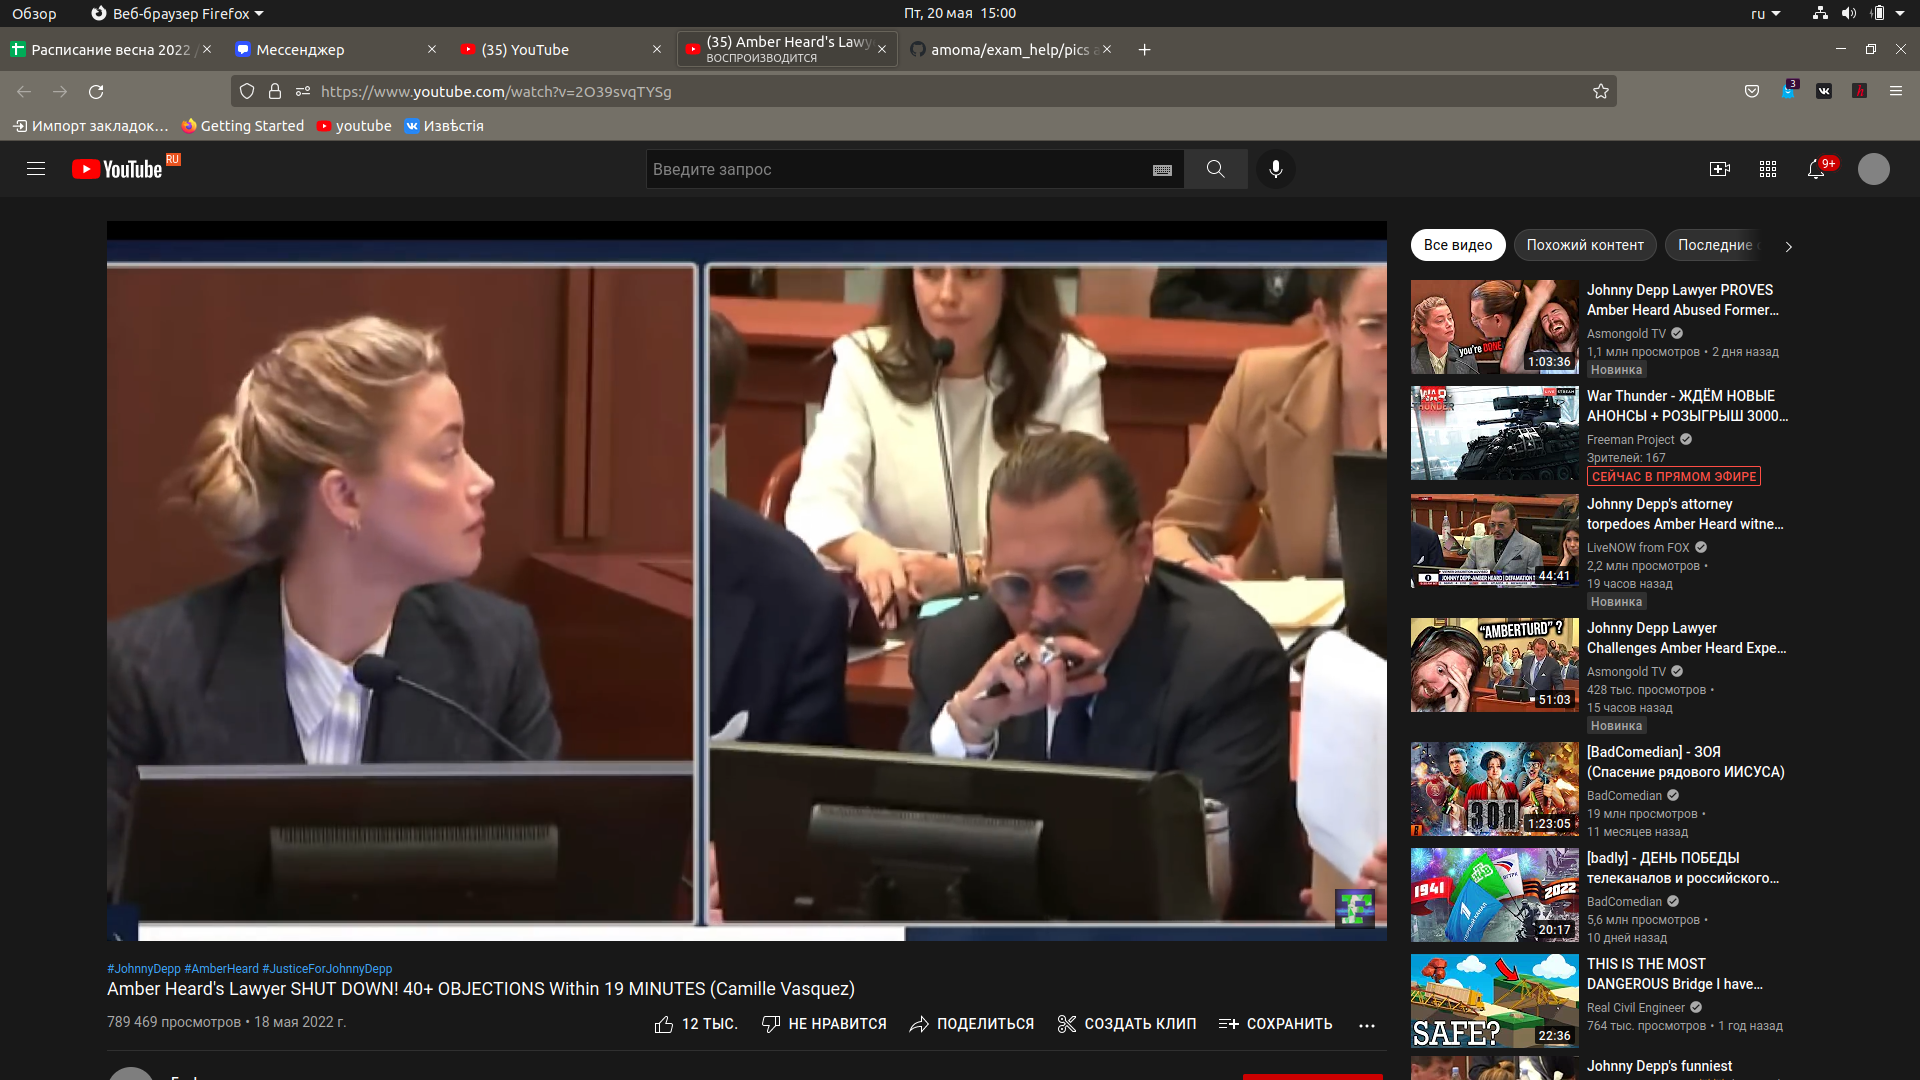 Обзор
Веб-браузер Firefox
Пт, 20 мая 15:00
ru
Расписание весна 2022
Мессенджер
(35) YouTube
(35) Amber Heard's Lawy
ВОСПРОИЗВОДИТСЯ
amoma/exam_help/pics
https://www.youtube.com/watch?v=2O39svqTYSg
3
Импорт закладок…
Getting Started
youtube
Извѣстія
YouTube RU
Введите запрос
9+
Все видео
Похожий контент
Последние
Johnny Depp Lawyer PROVES
Amber Heard Abused Former…
Asmongold TV
1,1 млн просмотров • 2 дня назад
Новинка
you're DONE
1:03:36
War Thunder - ЖДЁМ НОВЫЕ
АНОНСЫ + РОЗЫГРЫШ 3000…
Freeman Project
Зрителей: 167
СЕЙЧАС В ПРЯМОМ ЭФИРЕ
WAR
THUNDER
Johnny Depp's attorney
torpedoes Amber Heard witne…
LiveNOW from FOX
2,2 млн просмотров •
19 часов назад
Новинка
44:41
Johnny Depp Lawyer
Challenges Amber Heard Expe…
Asmongold TV
428 тыс. просмотров •
15 часов назад
Новинка
"AMBERTURD"?
51:03
[BadComedian] - ЗОЯ
(Спасение рядового ИИСУСА)
BadComedian
19 млн просмотров •
11 месяцев назад
ЗОЯ
1:23:05
[badly] - ДЕНЬ ПОБЕДЫ
телеканалов и российского…
BadComedian
5,6 млн просмотров •
10 дней назад
1941
НТВ
ВГТРК
2022
20:17
THIS IS THE MOST
DANGEROUS Bridge I have…
Real Civil Engineer
764 тыс. просмотров • 1 год назад
SAFE?
22:36
Johnny Depp's funniest
#JohnnyDepp #AmberHeard #JusticeForJohnnyDepp
Amber Heard's Lawyer SHUT DOWN! 40+ OBJECTIONS Within 19 MINUTES (Camille Vasquez)
789 469 просмотров • 18 мая 2022 г.
12 ТЫС.
НЕ НРАВИТСЯ
ПОДЕЛИТЬСЯ
СОЗДАТЬ КЛИП
СОХРАНИТЬ